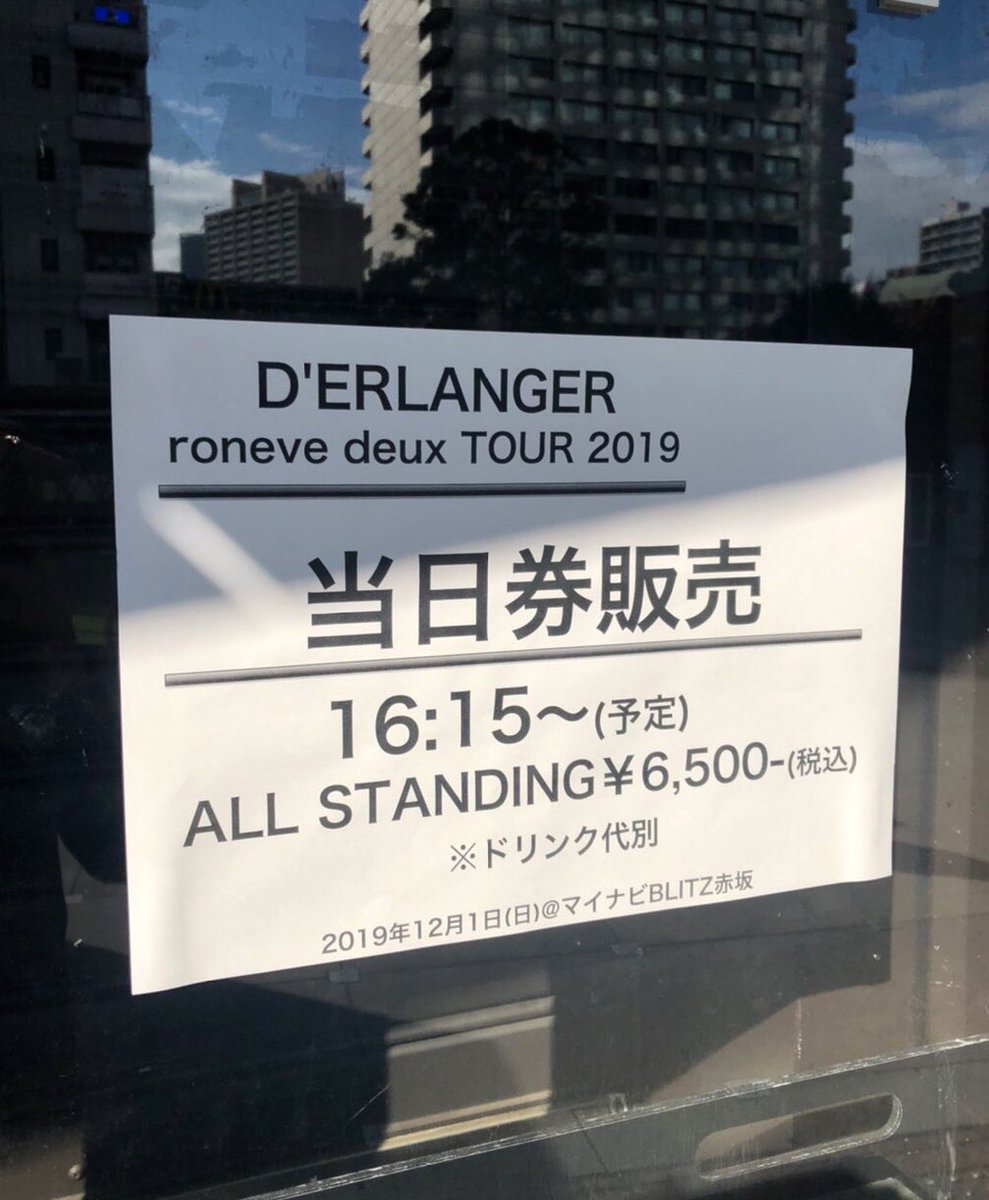 D'ERLANGER
roneve deux TOUR 2019
当日券販売
16:15〜(予定)
ALL STANDING¥6,500-(税込)
※ドリンク代別
2019年12月1日(日)@マイナビBLITZ赤坂